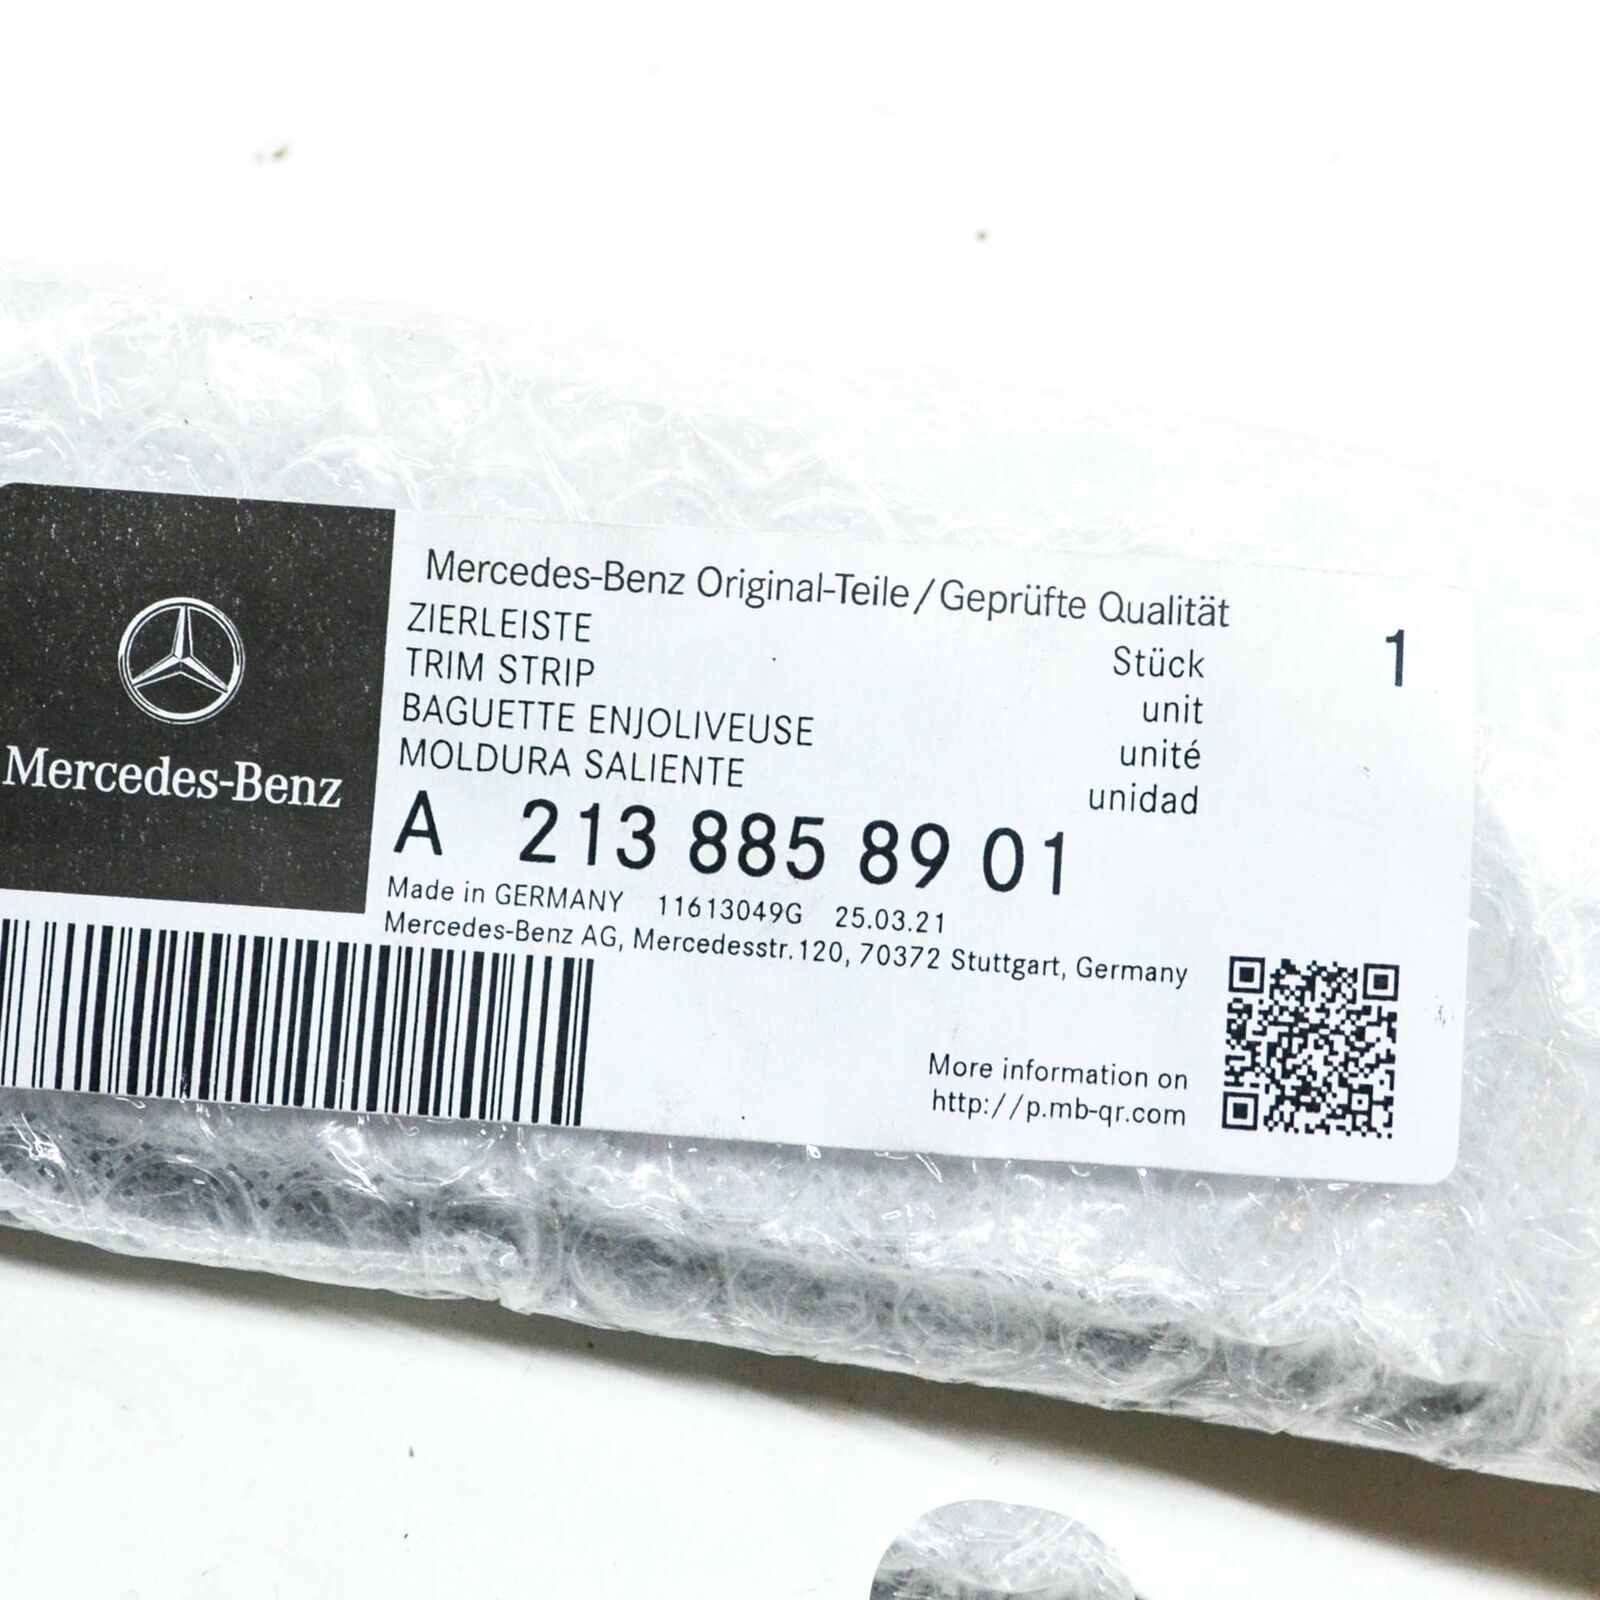 Mercedes-Benz
Mercedes-Benz Original-Teile/Geprüfte Qualität
ZIERLEISTE
TRIM STRIP
BAGUETTE ENJOLIVEUSE
MOLDURA SALIENTE
Stück 1
unit
unité
unidad
A 213 885 89 01
Made in GERMANY 11613049G 25.03.21
Mercedes-Benz AG, Mercedesstr.120, 70372 Stuttgart, Germany
More information on
http://p.mb-qr.com